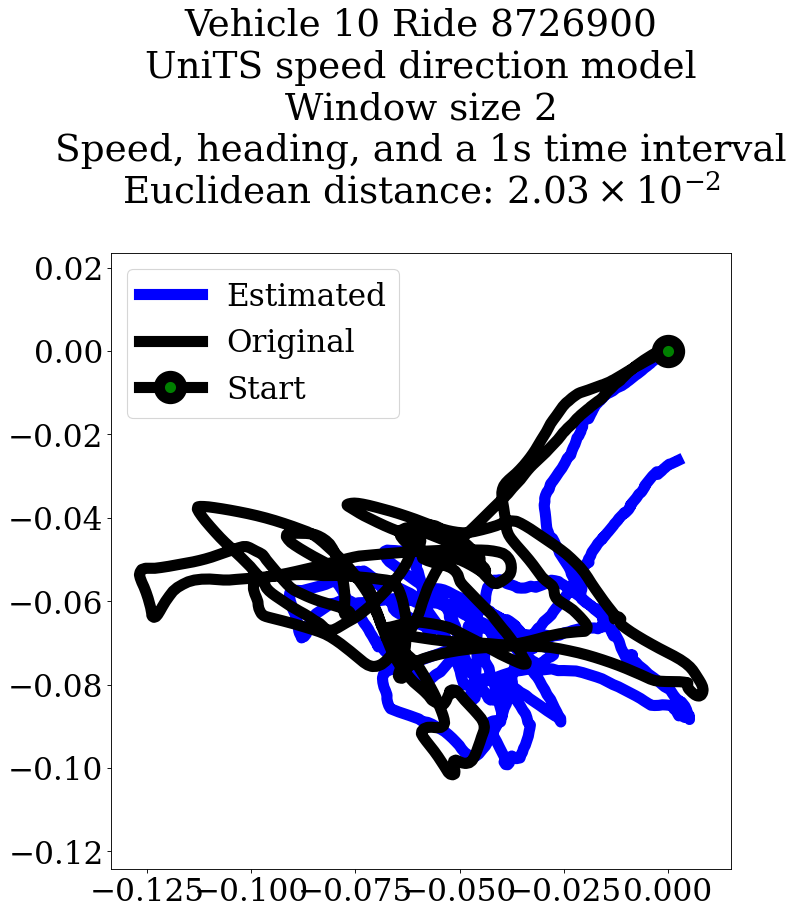 Vehicle 10 Ride 8726900
UniTS speed direction model
Window size 2
Speed, heading, and a 1s time interval
Euclidean distance: 2.03 × 10⁻²
Estimated
Original
Start
0.02
0.00
−0.02
−0.04
−0.06
−0.08
−0.10
−0.12
−0.125 −0.100 −0.075 −0.050 −0.025 0.000